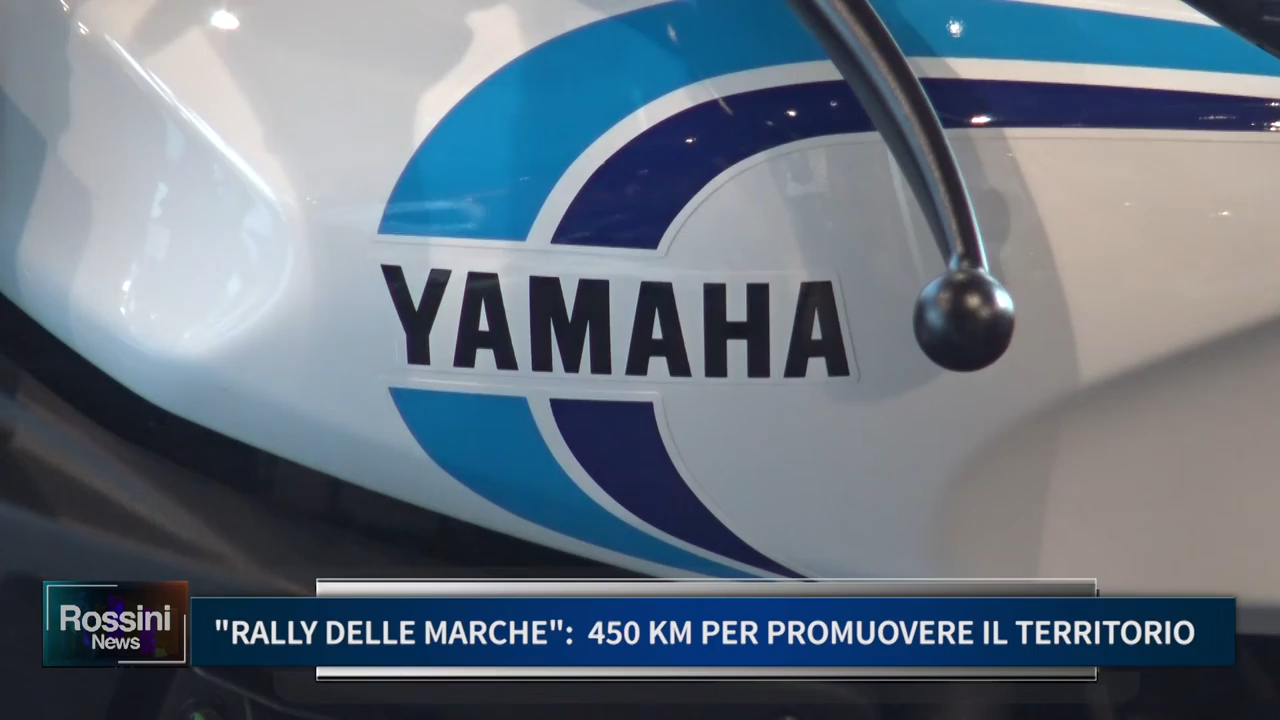 YAMAHA
Rossini
News
"RALLY DELLE MARCHE": 450 KM PER PROMUOVERE IL TERRITORIO